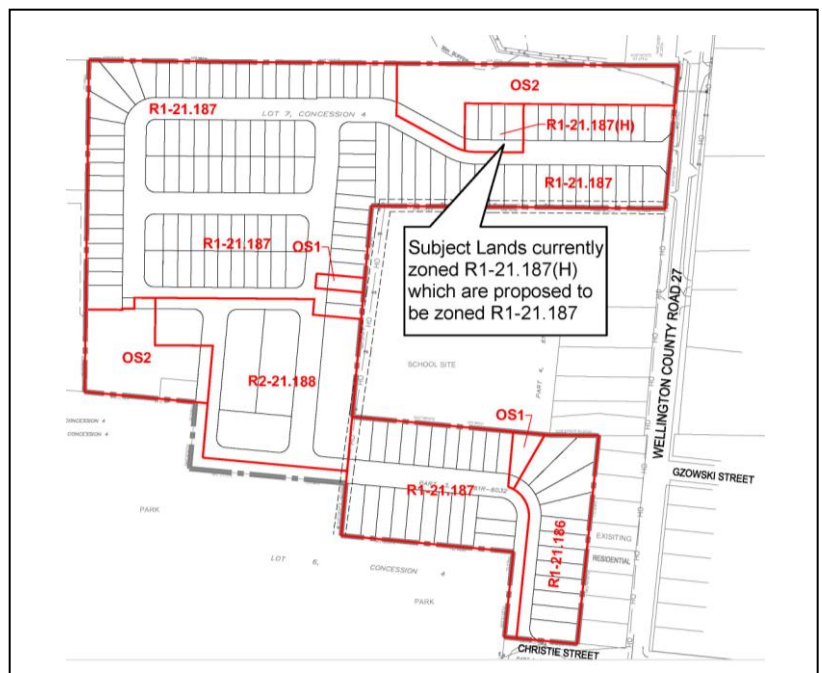 OS2
R1-21.187
LOT 7, CONCESSION 4
R1-21.187(H)
R1-21.187
R1-21.187
OS1
Subject Lands currently
zoned R1-21.187(H)
which are proposed to
be zoned R1-21.187
WELLINGTON COUNTY ROAD 27
OS2
SCHOOL SITE
PART 4,
R2-21.188
OS1
CONCESSION 4
CONCESSION 4
GZOWSKI STREET
R1-21.187
PARK
EXISITING
RESIDENTIAL
R1-21.186
LOT 6,
CONCESSION 4
PARK
CHRISTIE STREET